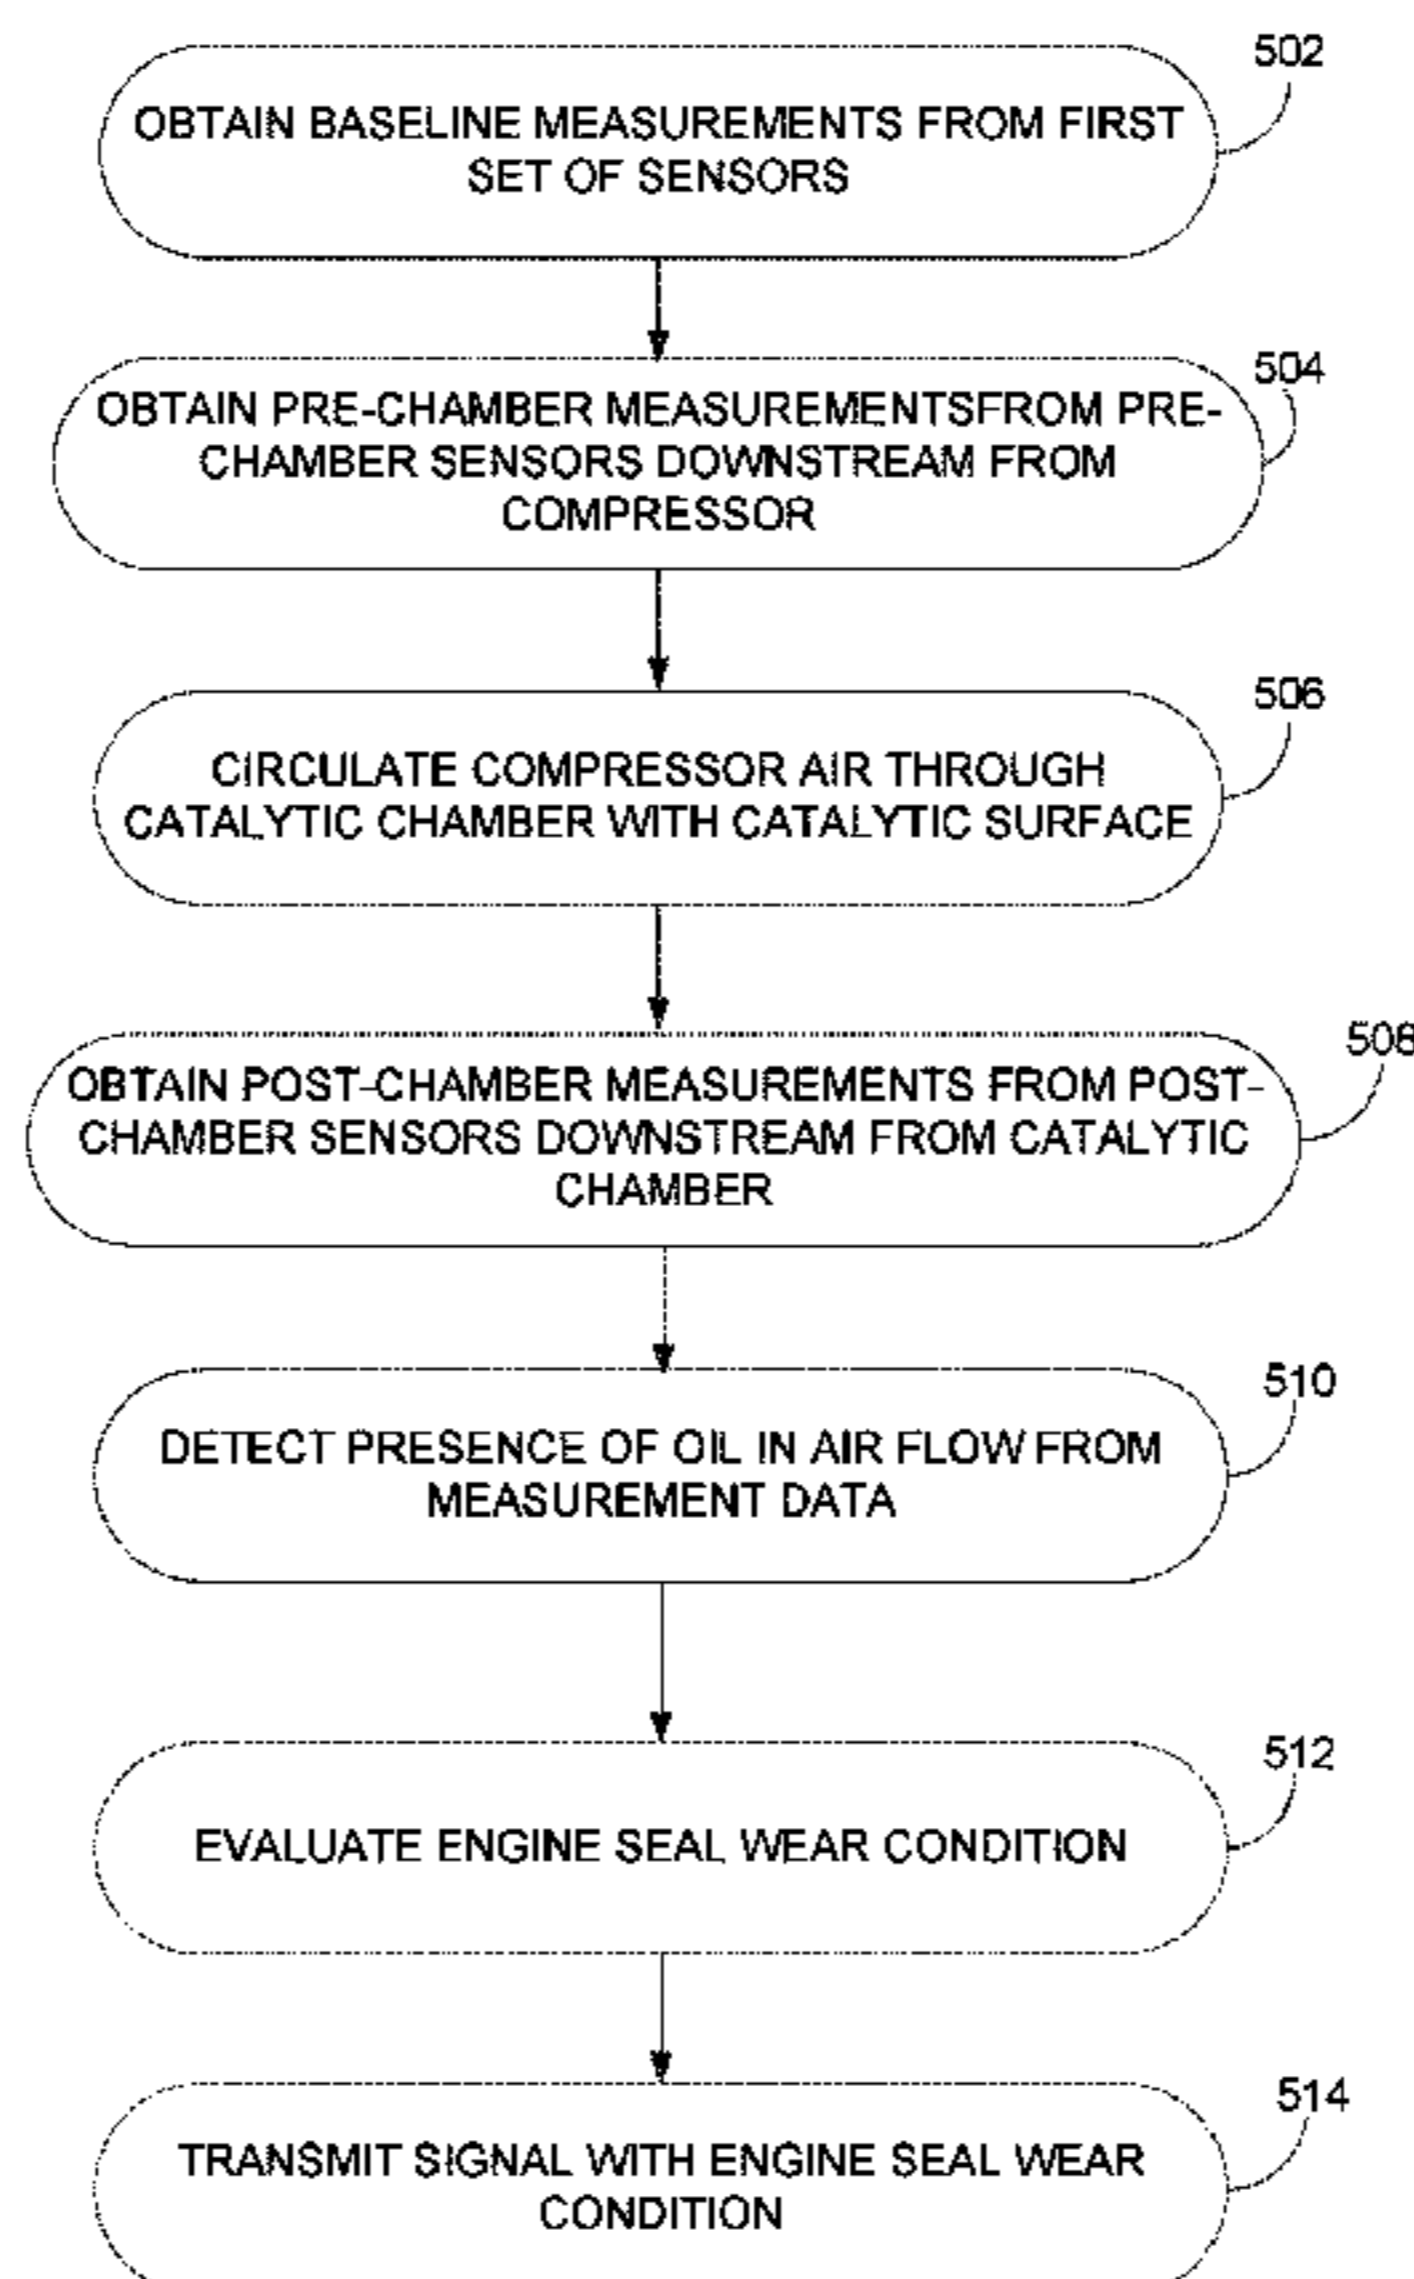 502
OBTAIN BASELINE MEASUREMENTS FROM FIRST
SET OF SENSORS
504
OBTAIN PRE-CHAMBER MEASUREMENTSFROM PRE-
CHAMBER SENSORS DOWNSTREAM FROM
COMPRESSOR
506
CIRCULATE COMPRESSOR AIR THROUGH
CATALYTIC CHAMBER WITH CATALYTIC SURFACE
508
OBTAIN POST-CHAMBER MEASUREMENTS FROM POST-
CHAMBER SENSORS DOWNSTREAM FROM CATALYTIC
CHAMBER
510
DETECT PRESENCE OF OIL IN AIR FLOW FROM
MEASUREMENT DATA
512
EVALUATE ENGINE SEAL WEAR CONDITION
514
TRANSMIT SIGNAL WITH ENGINE SEAL WEAR
CONDITION